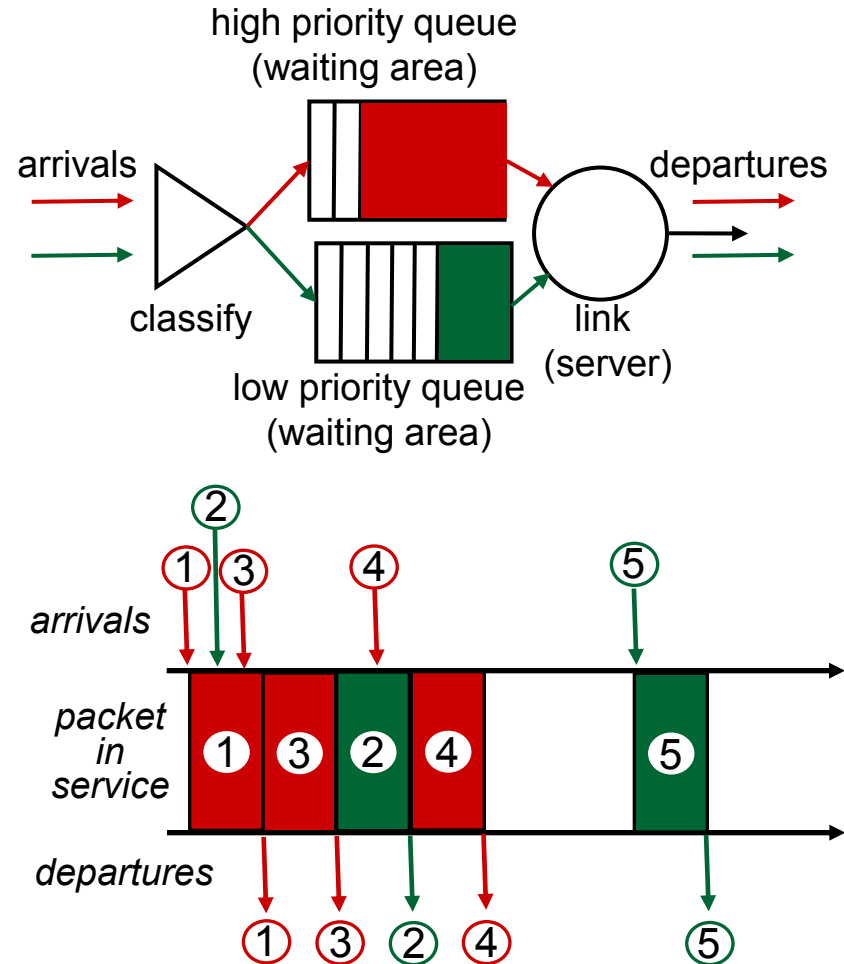 high priority queue
(waiting area)
arrivals
departures
classify
link
(server)
low priority queue
(waiting area)
2
1
3
4
5
arrivals
packet
in
service
1
3
2
4
5
departures
1
3
2
4
5